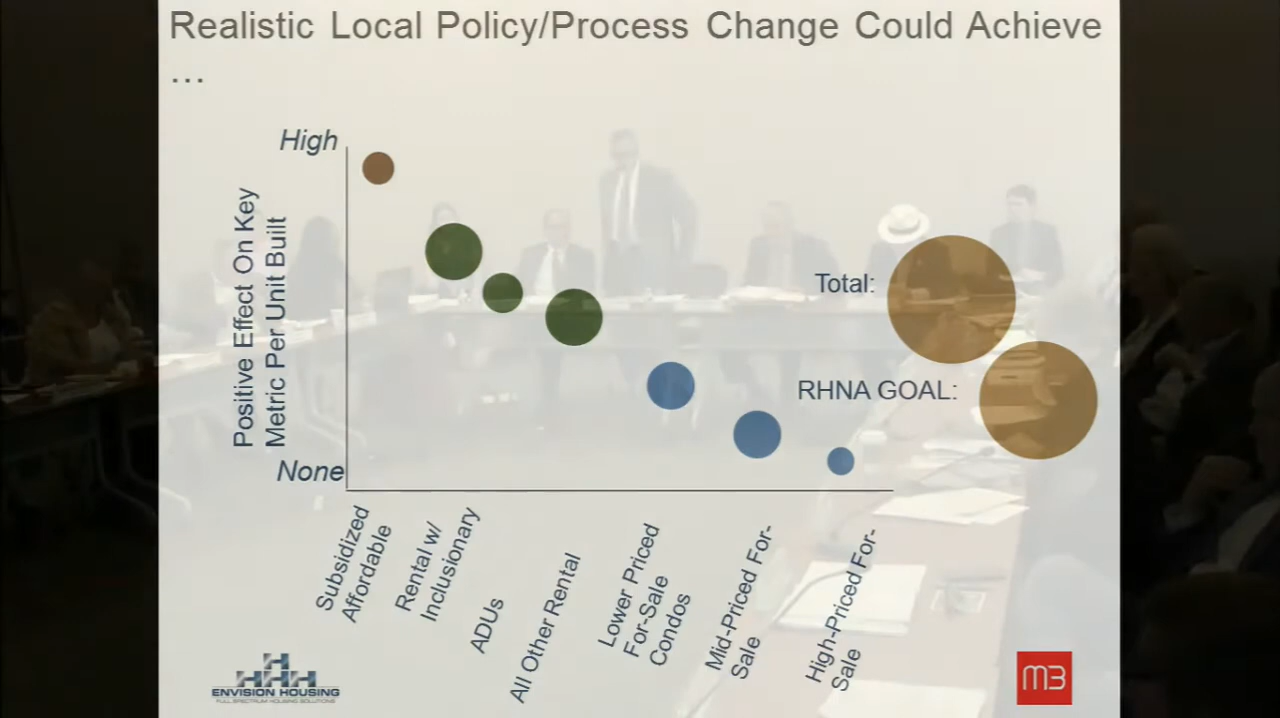 Realistic Local Policy/Process Change Could Achieve
...
High
Positive Effect On Key
Metric Per Unit Built
None
Total:
RHNA GOAL:
Subsidized
Affordable
Rental w/
Inclusionary
ADUs
All Other Rental
Lower Priced
For-Sale
Condos
Mid-Priced For-
Sale
High-Priced For-
Sale
H
HHH
ENVISION HOUSING
FULL SPECTRUM HOUSING SOLUTIONS
M3